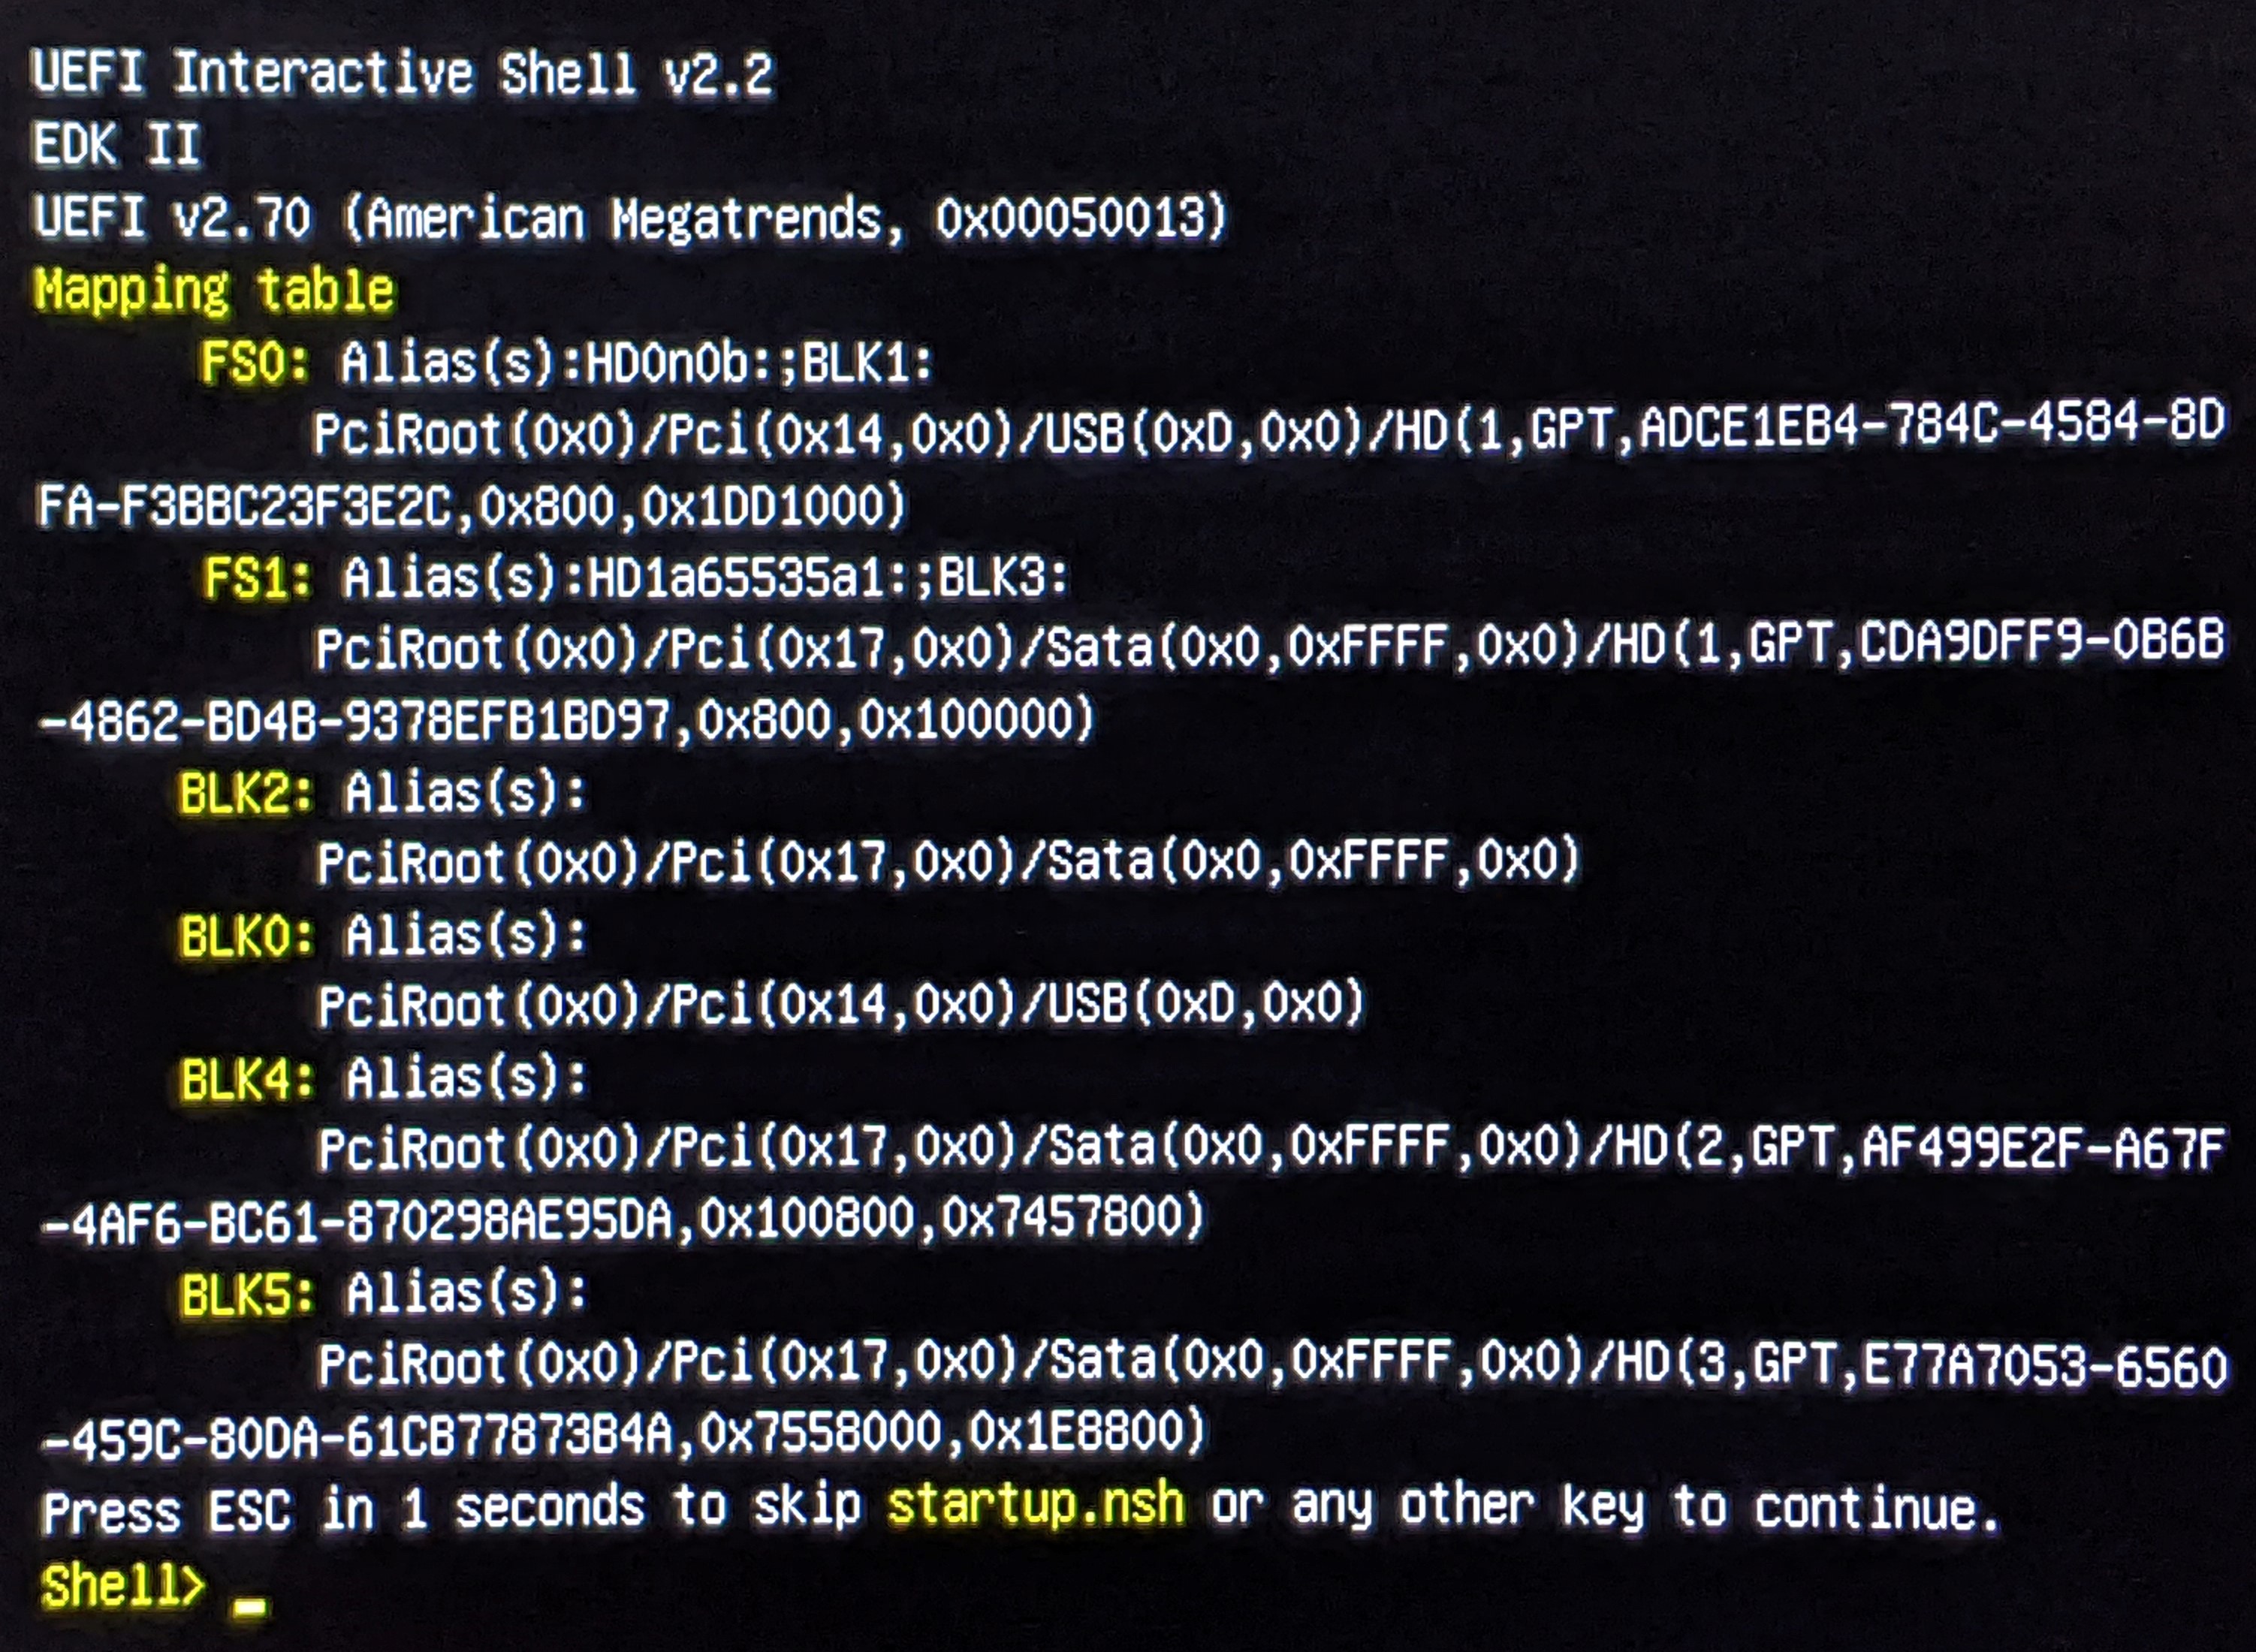 UEFI Interactive Shell v2.2
EDK II
UEFI v2.70 (American Megatrends, 0x00050013)
Mapping table
FS0: Alias(s):HD0n0b:;BLK1:
PciRoot(0x0)/Pci(0x14,0x0)/USB(0xD,0x0)/HD(1,GPT,ADCE1EB4-784C-4584-8D
FA-F3BBC23F3E2C,0x800,0x1DD1000)
FS1: Alias(s):HD1a65535a1:;BLK3:
PciRoot(0x0)/Pci(0x17,0x0)/Sata(0x0,0xFFFF,0x0)/HD(1,GPT,CDA9DFF9-0B6B
-4862-BD4B-9378EFB1BD97,0x800,0x100000)
BLK2: Alias(s):
PciRoot(0x0)/Pci(0x17,0x0)/Sata(0x0,0xFFFF,0x0)
BLK0: Alias(s):
PciRoot(0x0)/Pci(0x14,0x0)/USB(0xD,0x0)
BLK4: Alias(s):
PciRoot(0x0)/Pci(0x17,0x0)/Sata(0x0,0xFFFF,0x0)/HD(2,GPT,AF499E2F-A67F
-4AF6-BC61-870298AE95DA,0x100800,0x7457800)
BLK5: Alias(s):
PciRoot(0x0)/Pci(0x17,0x0)/Sata(0x0,0xFFFF,0x0)/HD(3,GPT,E77A7053-6560
-459C-80DA-61CB77873B4A,0x7558000,0x1E8800)
Press ESC in 1 seconds to skip startup.nsh or any other key to continue.
Shell> _